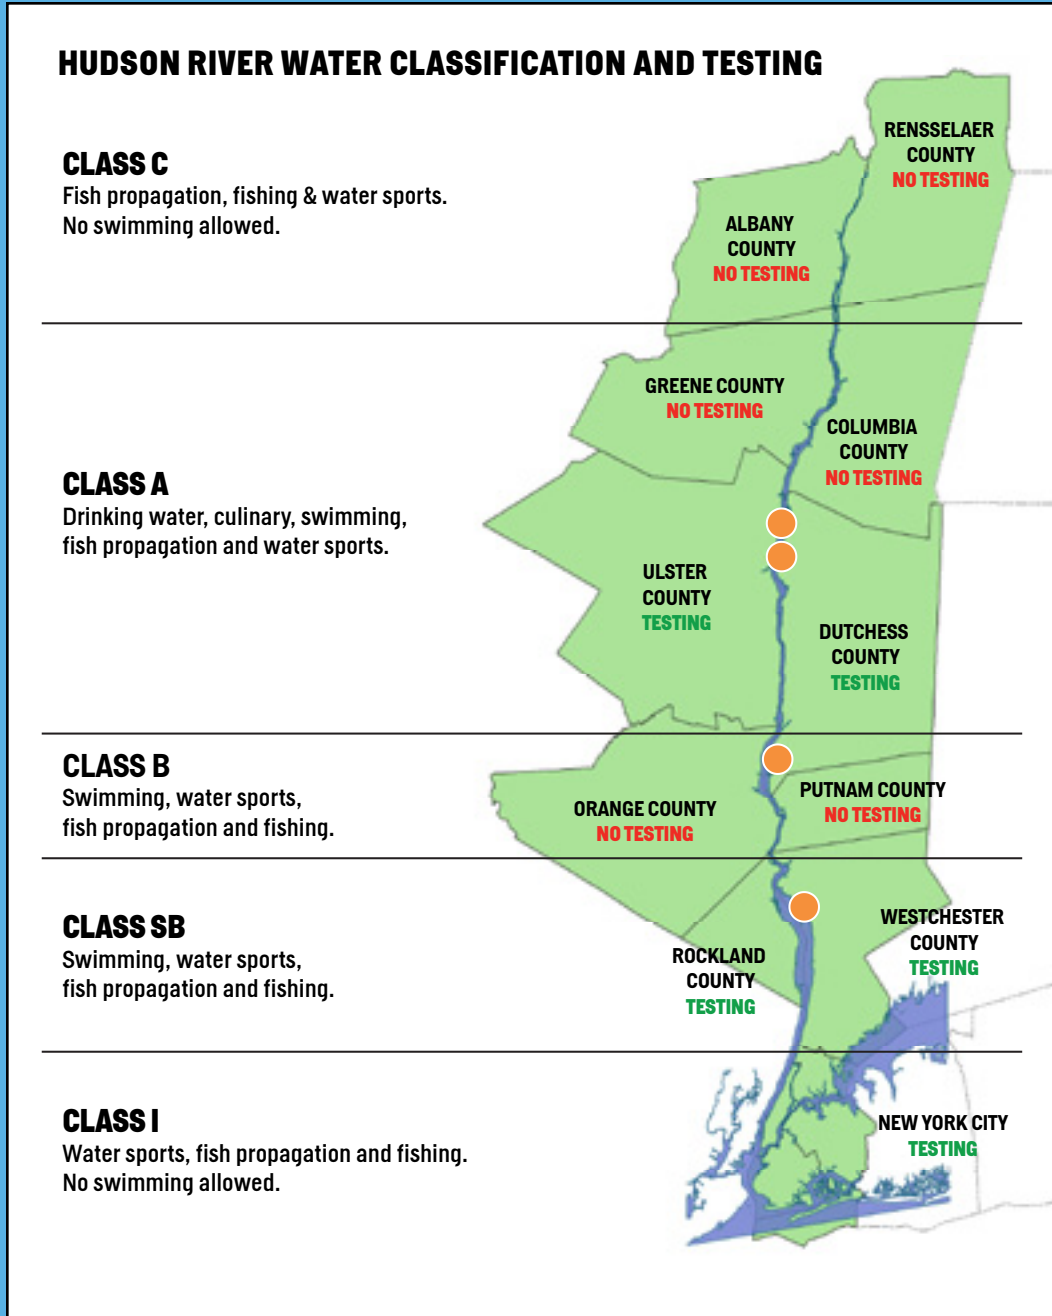 HUDSON RIVER WATER CLASSIFICATION AND TESTING
CLASS C
Fish propagation, fishing & water sports.
No swimming allowed.
RENSSELAER
COUNTY
NO TESTING
ALBANY
COUNTY
NO TESTING
CLASS A
Drinking water, culinary, swimming,
fish propagation and water sports.
GREENE COUNTY
NO TESTING
COLUMBIA
COUNTY
NO TESTING
ULSTER
COUNTY
TESTING
DUTCHESS
COUNTY
TESTING
CLASS B
Swimming, water sports,
fish propagation and fishing.
ORANGE COUNTY
NO TESTING
PUTNAM COUNTY
NO TESTING
CLASS SB
Swimming, water sports,
fish propagation and fishing.
ROCKLAND
COUNTY
TESTING
WESTCHESTER
COUNTY
TESTING
CLASS I
Water sports, fish propagation and fishing.
No swimming allowed.
NEW YORK CITY
TESTING